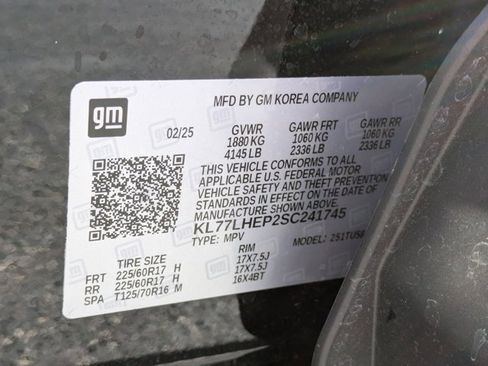 gm
MFD BY GM KOREA COMPANY
02/25 GVWR GAWR FRT GAWR RR
1880 KG 1060 KG 1060 KG
4145 LB 2336 LB 2336 LB
THIS VEHICLE CONFORMS TO ALL
APPLICABLE U.S. FEDERAL MOTOR
VEHICLE SAFETY AND THEFT PREVENTION
STANDARDS IN EFFECT ON THE DATE OF
MANUFACTURE SHOWN ABOVE.
KL77LHEP2SC241745
TYPE: MPV MODEL:
TIRE SIZE RIM
FRT 225/60R17 H 17X7.5J
RR 225/60R17 H 17X7.5J
SPA T125/70R16 M 16X4BT